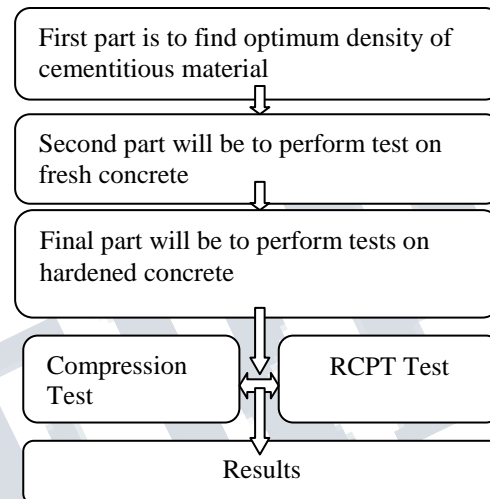 First part is to find optimum density of
cementitious material
Second part will be to perform test on
fresh concrete
Final part will be to perform tests on
hardened concrete
Compression
Test
RCPT Test
Results